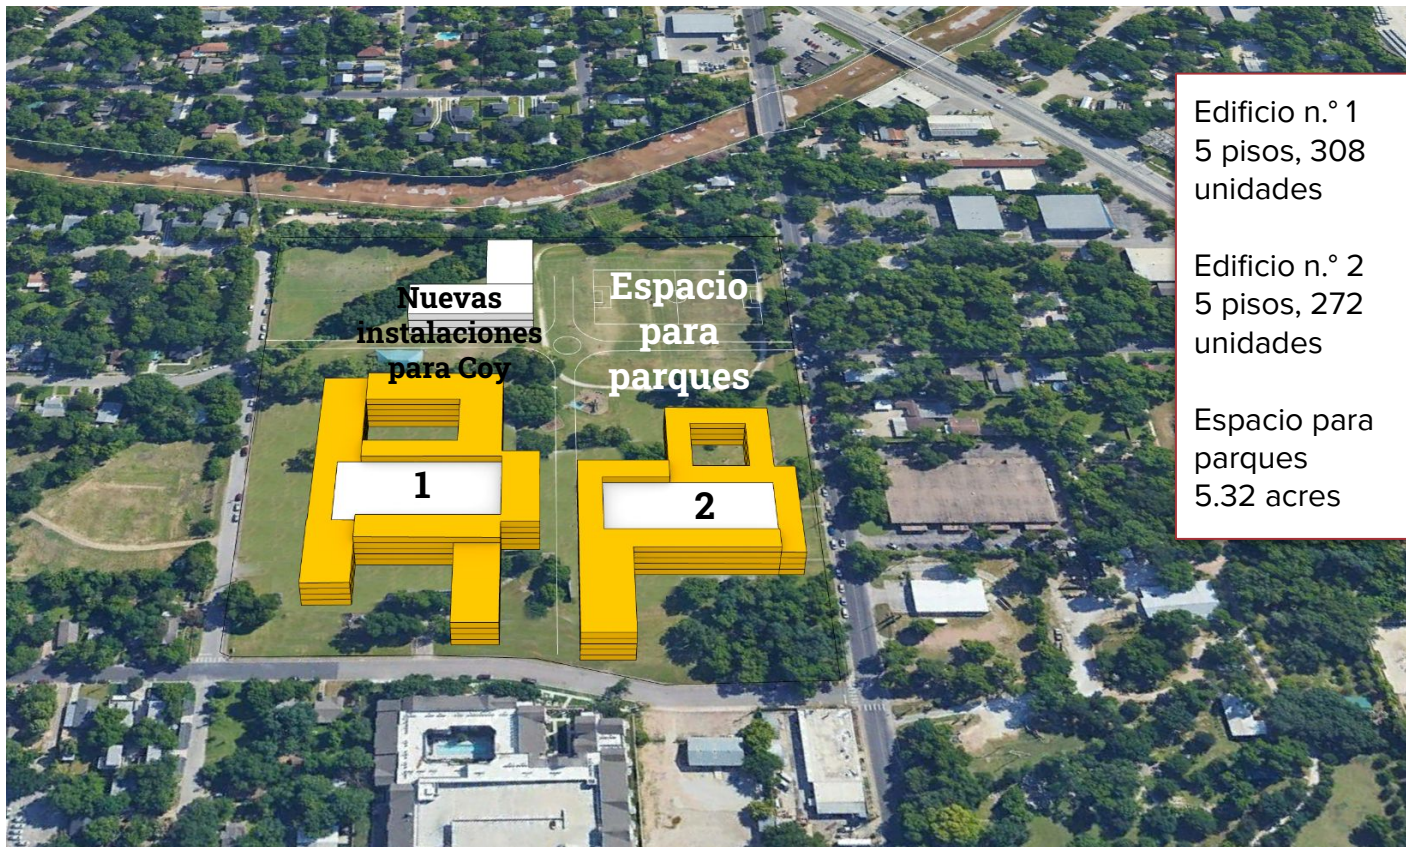 Edificio n.° 1
5 pisos, 308
unidades
Edificio n.° 2
5 pisos, 272
unidades
Espacio para
parques
5.32 acres
Nuevas
instalaciones
para Coy
Espacio
para
parques
1
2